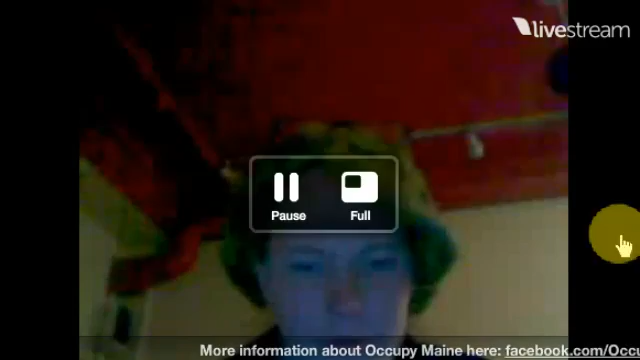 livestream
Pause
Full
More information about Occupy Maine here: facebook.com/Occu